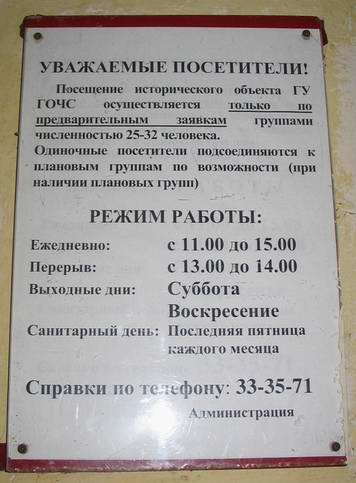 УВАЖАЕМЫЕ ПОСЕТИТЕЛИ!
Посещение исторического объекта ГУ
ГОЧС осуществляется только по
предварительным заявкам группами
численностью 25-32 человека.
Одиночные посетители подсоединяются к
плановым группам по возможности (при
наличии плановых групп)
РЕЖИМ РАБОТЫ:
Ежедневно: с 11.00 до 15.00
Перерыв: с 13.00 до 14.00
Выходные дни: Суббота
Воскресение
Санитарный день: Последняя пятница
каждого месяца
Справки по телефону: 33-35-71
Администрация